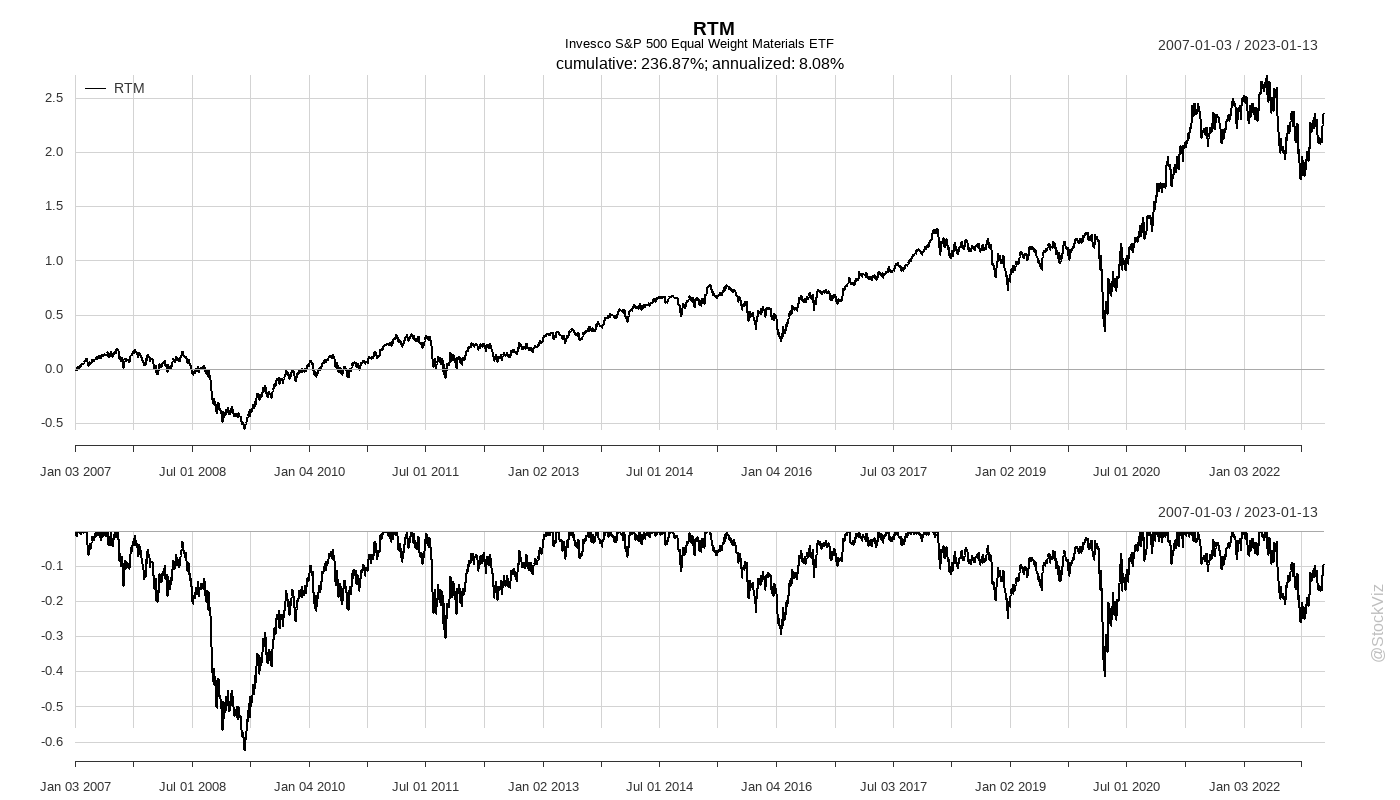 RTM
Invesco S&P 500 Equal Weight Materials ETF
2007-01-03 / 2023-01-13
cumulative: 236.87%; annualized: 8.08%
RTM
2.5
2.0
1.5
1.0
0.5
0.0
-0.5
Jan 03 2007 Jul 01 2008 Jan 04 2010 Jul 01 2011 Jan 02 2013 Jul 01 2014 Jan 04 2016 Jul 03 2017 Jan 02 2019 Jul 01 2020 Jan 03 2022
2007-01-03 / 2023-01-13
-0.1
-0.2
-0.3
-0.4
-0.5
-0.6
Jan 03 2007 Jul 01 2008 Jan 04 2010 Jul 01 2011 Jan 02 2013 Jul 01 2014 Jan 04 2016 Jul 03 2017 Jan 02 2019 Jul 01 2020 Jan 03 2022
@StockViz